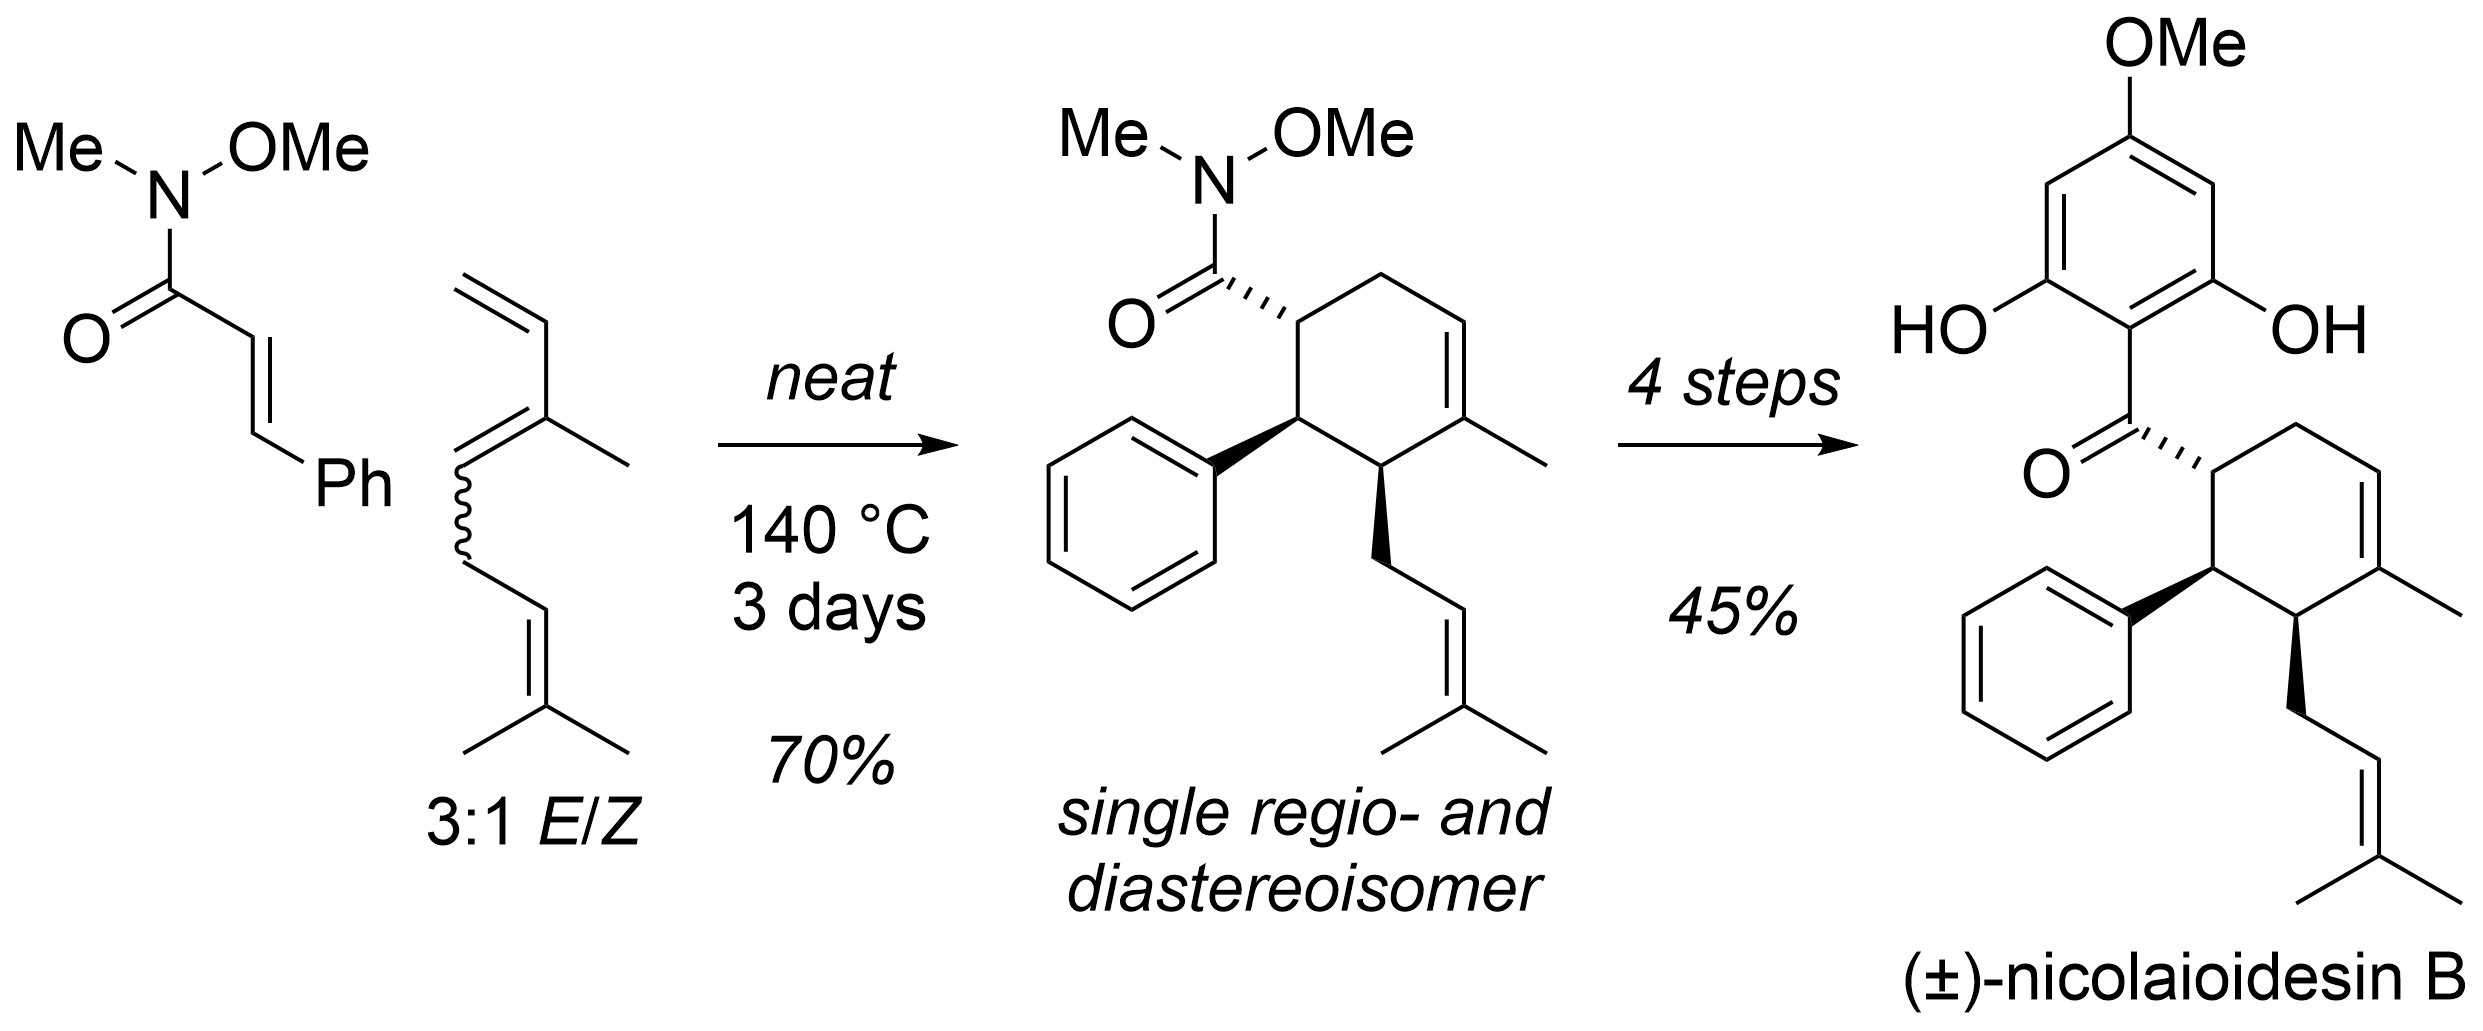 Me
N
OMe
O
Ph
3:1 E/Z
neat
140 °C
3 days
70%
Me
N
OMe
O
single regio- and
diastereoisomer
4 steps
45%
OMe
HO
OH
O
(±)-nicolaioidesin B